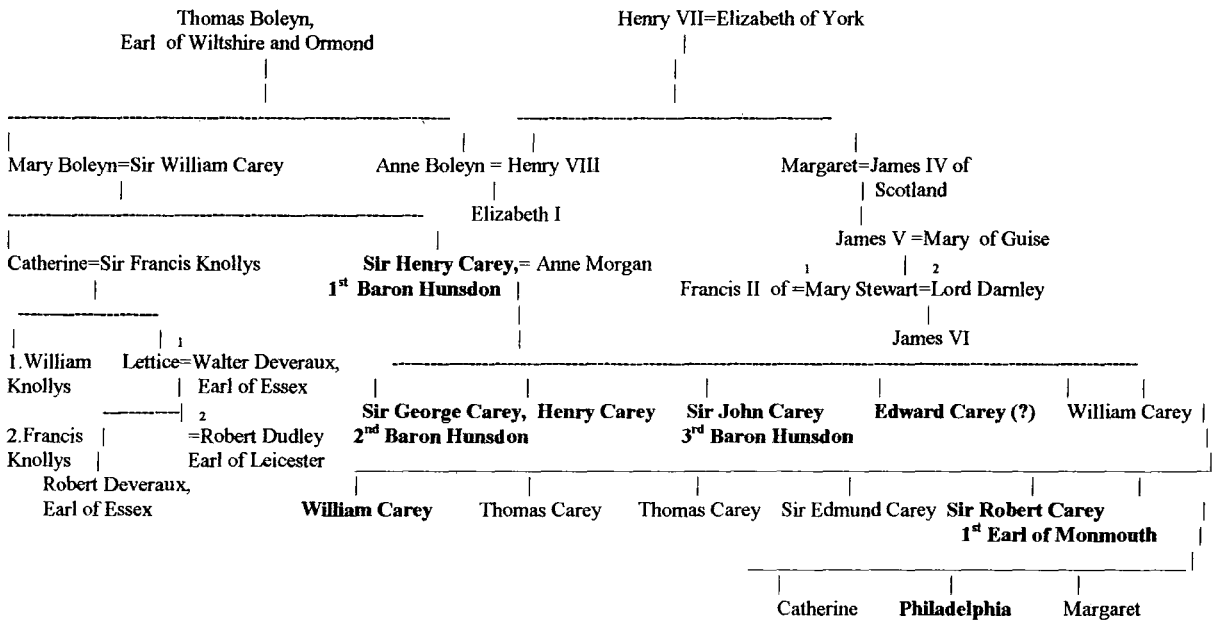 Thomas Boleyn,
Earl of Wiltshire and Ormond
Henry VII=Elizabeth of York
Mary Boleyn=Sir William Carey
Anne Boleyn = Henry VIII
Margaret=James IV of
Scotland
Elizabeth I
James V =Mary of Guise
Catherine=Sir Francis Knollys
Sir Henry Carey,= Anne Morgan
1st Baron Hunsdon
1 2
Francis II of =Mary Stewart=Lord Darnley
James VI
1.William
Knollys
1
Lettice=Walter Deveraux,
Earl of Essex
2
=Robert Dudley
Earl of Leicester
2.Francis
Knollys
Robert Deveraux,
Earl of Essex
Sir George Carey,
2nd Baron Hunsdon
Henry Carey
Sir John Carey
3rd Baron Hunsdon
Edward Carey (?)
William Carey
William Carey
Thomas Carey
Thomas Carey
Sir Edmund Carey
Sir Robert Carey
1st Earl of Monmouth
Catherine
Philadelphia
Margaret